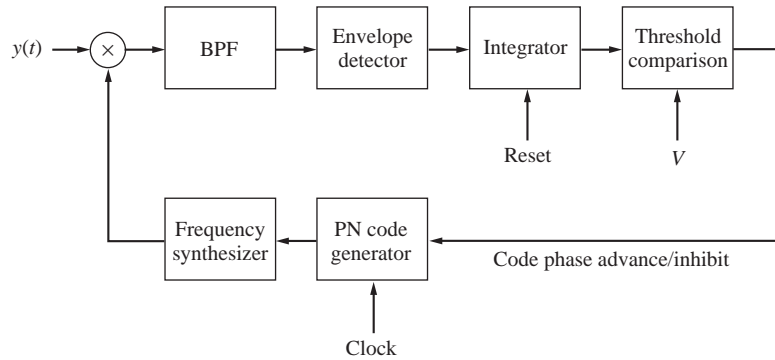 y(t)
×
BPF
Envelope
detector
Integrator
Threshold
comparison
Reset
V
Frequency
synthesizer
PN code
generator
Code phase advance/inhibit
Clock